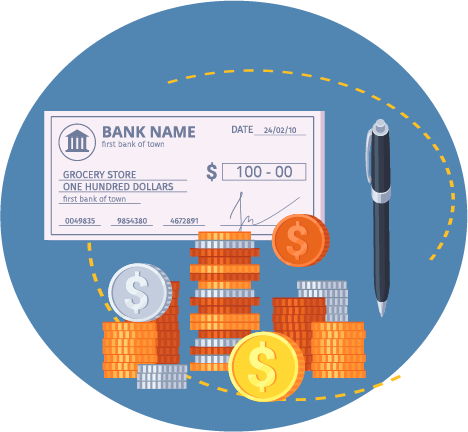 BANK NAME
first bank of town
DATE 24/02/10
$ 100 - 00
GROCERY STORE
ONE HUNDRED DOLLARS
first bank of town
0049835 9854380 4672891
$
$
$